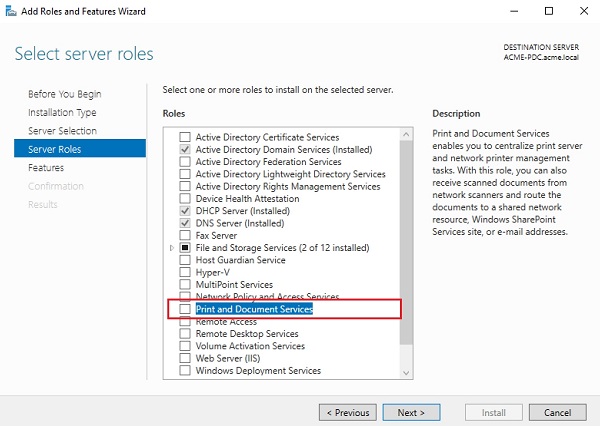 Add Roles and Features Wizard
Select server roles
DESTINATION SERVER
ACME-PDC.acme.local
Before You Begin
Installation Type
Server Selection
Server Roles
Features
Confirmation
Results
Select one or more roles to install on the selected server.
Roles
Active Directory Certificate Services
Active Directory Domain Services (Installed)
Active Directory Federation Services
Active Directory Lightweight Directory Services
Active Directory Rights Management Services
Device Health Attestation
DHCP Server (Installed)
DNS Server (Installed)
Fax Server
File and Storage Services (2 of 12 installed)
Host Guardian Service
Hyper-V
MultiPoint Services
Network Policy and Access Services
Print and Document Services
Remote Access
Remote Desktop Services
Volume Activation Services
Web Server (IIS)
Windows Deployment Services
Description
Print and Document Services
enables you to centralize print server
and network printer management
tasks. With this role, you can also
receive scanned documents from
network scanners and route the
documents to a shared network
resource, Windows SharePoint
Services site, or e-mail addresses.
< Previous
Next >
Install
Cancel